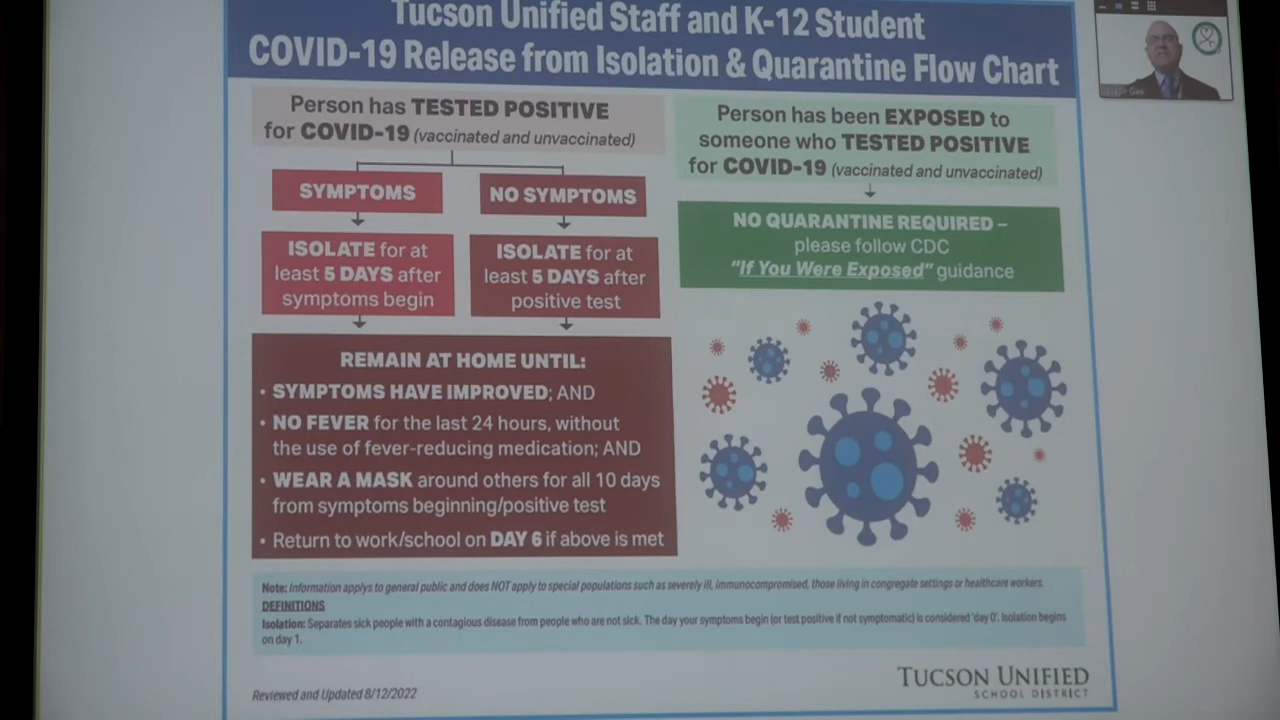 Tucson Unified Staff and K-12 Student
COVID-19 Release from Isolation & Quarantine Flow Chart
Person has TESTED POSITIVE
for COVID-19 (vaccinated and unvaccinated)
SYMPTOMS
NO SYMPTOMS
ISOLATE for at
least 5 DAYS after
symptoms begin
ISOLATE for at
least 5 DAYS after
positive test
REMAIN AT HOME UNTIL:
• SYMPTOMS HAVE IMPROVED; AND
• NO FEVER for the last 24 hours, without
the use of fever-reducing medication; AND
• WEAR A MASK around others for all 10 days
from symptoms beginning/positive test
• Return to work/school on DAY 6 if above is met
Person has been EXPOSED to
someone who TESTED POSITIVE
for COVID-19 (vaccinated and unvaccinated)
NO QUARANTINE REQUIRED –
please follow CDC
"If You Were Exposed" guidance
Note: Information applys to general public and does NOT apply to special populations such as severely ill, immunocompromised, those living in congregate settings or healthcare workers.
DEFINITIONS
Isolation: Separates sick people with a contagious disease from people who are not sick. The day your symptoms begin (or test positive if not symptomatic) is considered 'day 0'. Isolation begins
on day 1.
Reviewed and Updated 8/12/2022
TUCSON UNIFIED
SCHOOL DISTRICT